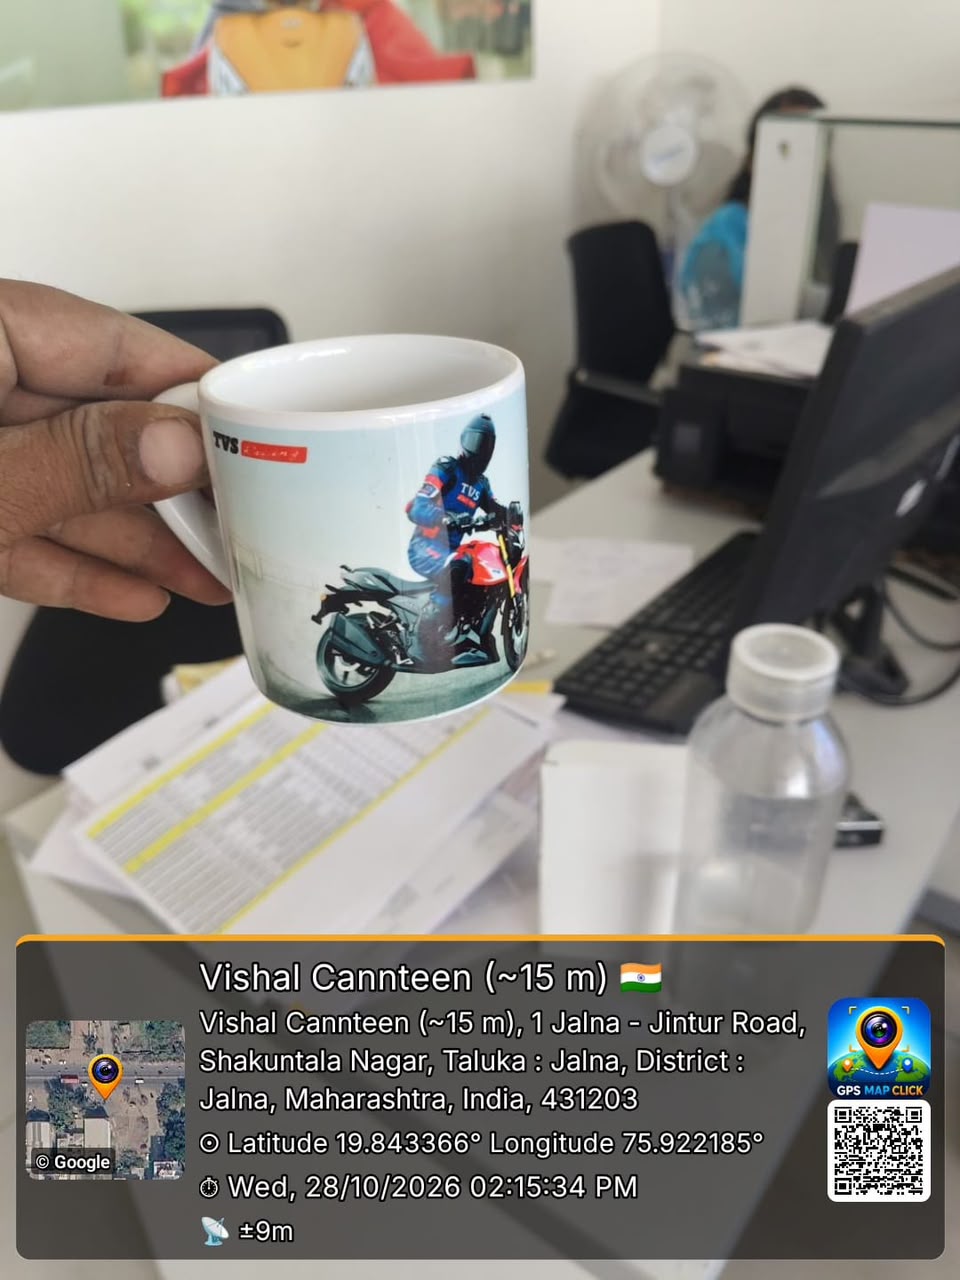 TVS
TVS
Vishal Cannteen (~15 m) 🇮🇳
Vishal Cannteen (~15 m), 1 Jalna - Jintur Road,
Shakuntala Nagar, Taluka : Jalna, District :
Jalna, Maharashtra, India, 431203
Latitude 19.843366° Longitude 75.922185°
Wed, 28/10/2026 02:15:34 PM
±9m
© Google
GPS MAP CLICK